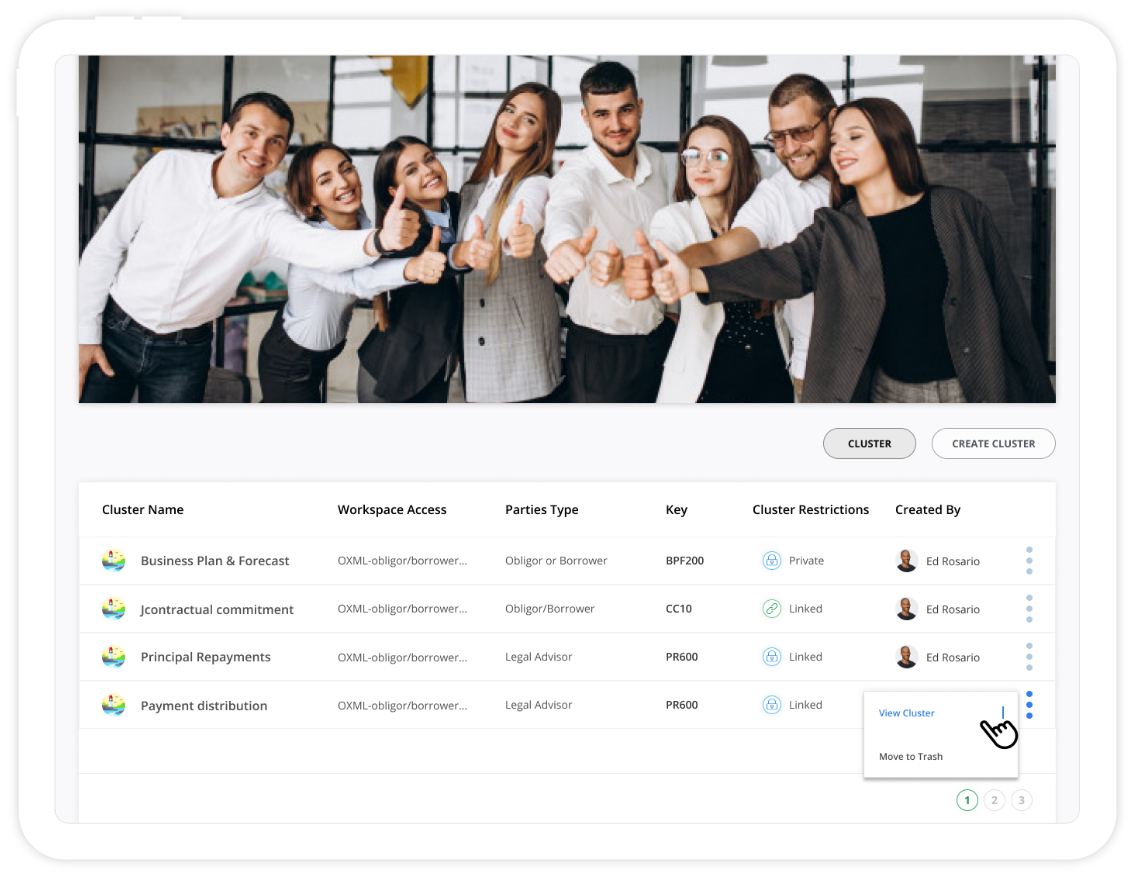 CLUSTER CREATE CLUSTER
Cluster Name Workspace Access Parties Type Key Cluster Restrictions Created By
Business Plan & Forecast OXML-obligor/borrower... Obligor or Borrower BPF200 Private Ed Rosario
Jcontractual commitment OXML-obligor/borrower... Obligor/Borrower CC10 Linked Ed Rosario
Principal Repayments OXML-obligor/borrower... Legal Advisor PR600 Linked Ed Rosario
Payment distribution OXML-obligor/borrower... Legal Advisor PR600 Linked
View Cluster
Move to Trash
1 2 3